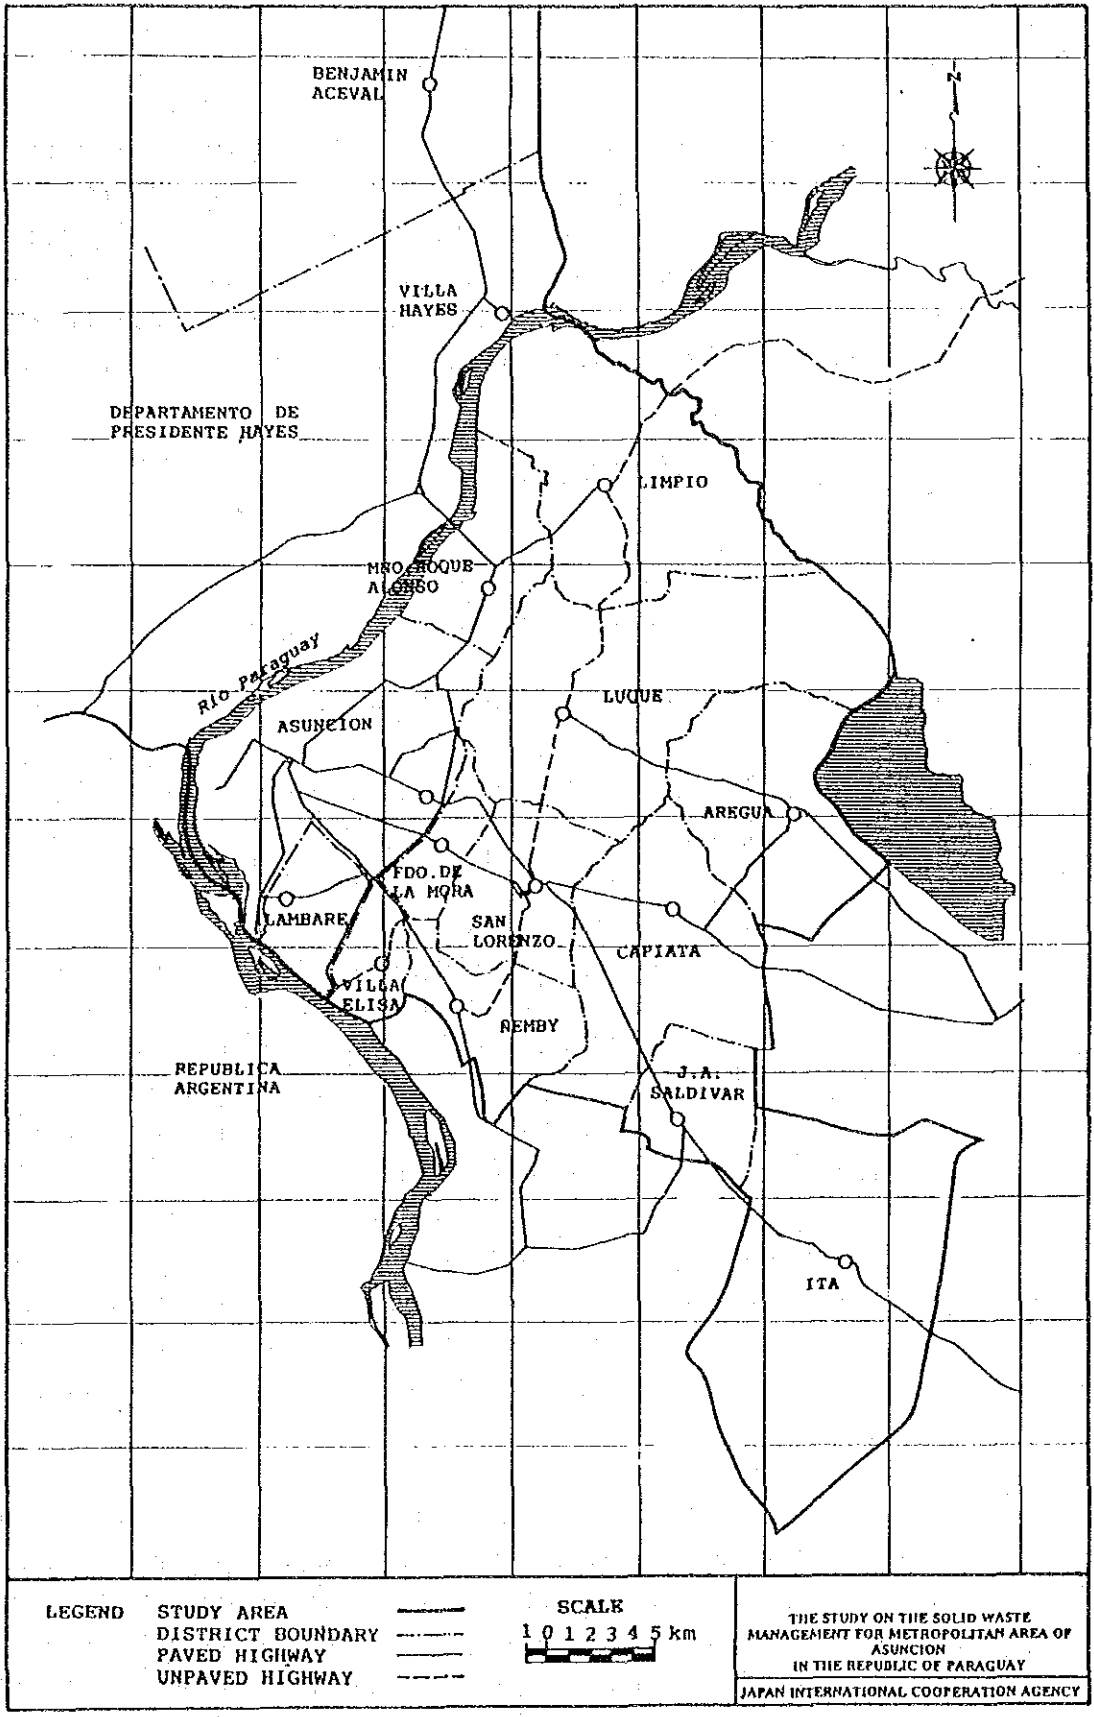 N
BENJAMIN
ACEVAL
VILLA
HAYES
DEPARTAMENTO DE
PRESIDENTE HAYES
LIMPIO
MNO.ROQUE
ALONSO
Rio Paraguay
LUQUE
ASUNCION
AREGUA
FDO.DE
LA MORA
LAMBARE
SAN
LORENZO
CAPIATA
VILLA
ELISA
ÑEMBY
REPUBLICA
ARGENTINA
J.A.
SALDIVAR
ITA
LEGEND
STUDY AREA
DISTRICT BOUNDARY
PAVED HIGHWAY
UNPAVED HIGHWAY
SCALE
1 0 1 2 3 4 5 km
THE STUDY ON THE SOLID WASTE
MANAGEMENT FOR METROPOLITAN AREA OF
ASUNCION
IN THE REPUBLIC OF PARAGUAY
JAPAN INTERNATIONAL COOPERATION AGENCY